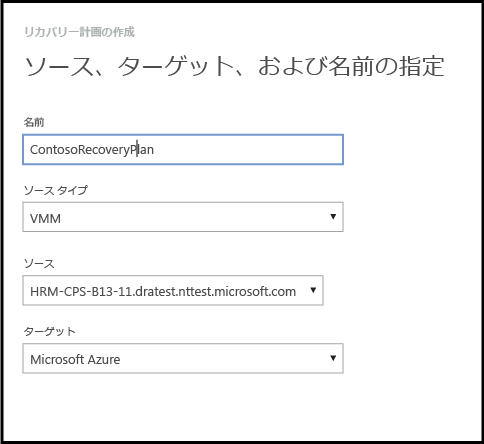 リカバリー計画の作成
ソース、ターゲット、および名前の指定
名前
ContosoRecoveryPlan
ソース タイプ
VMM
ソース
HRM-CPS-B13-11.dratest.nttest.microsoft.com
ターゲット
Microsoft Azure